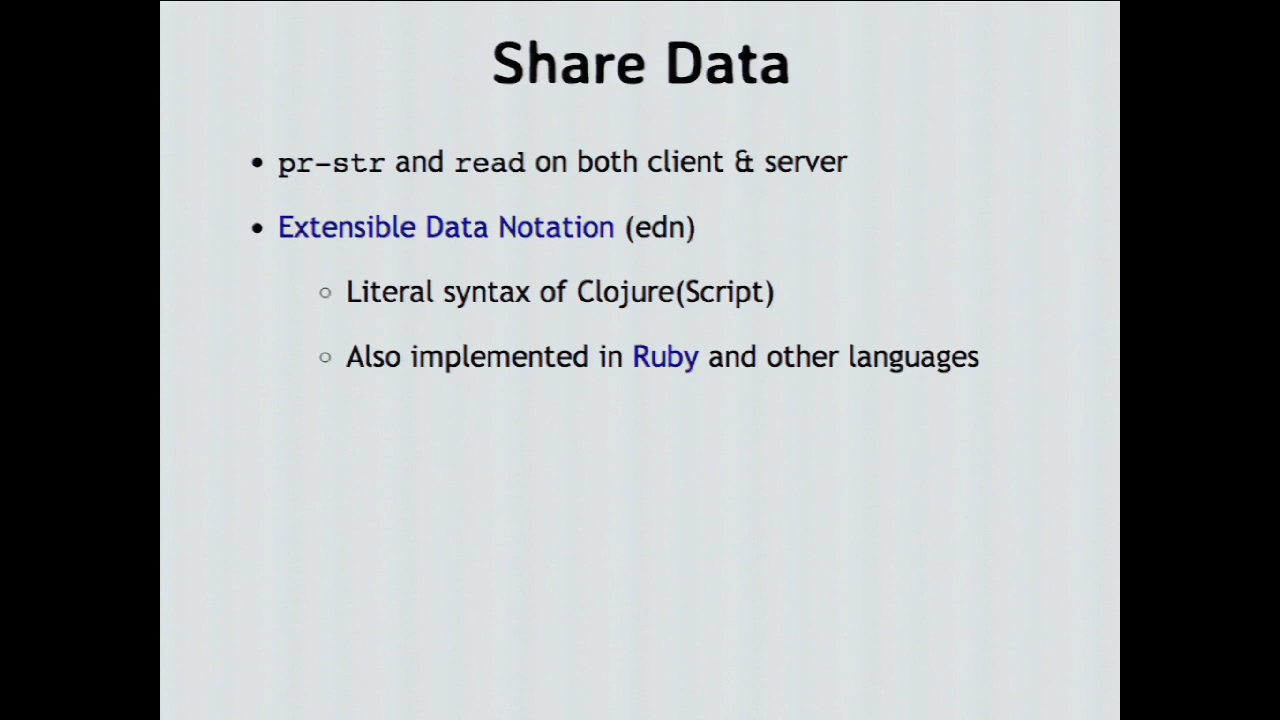 Share Data
• pr-str and read on both client & server
• Extensible Data Notation (edn)
○ Literal syntax of Clojure(Script)
○ Also implemented in Ruby and other languages